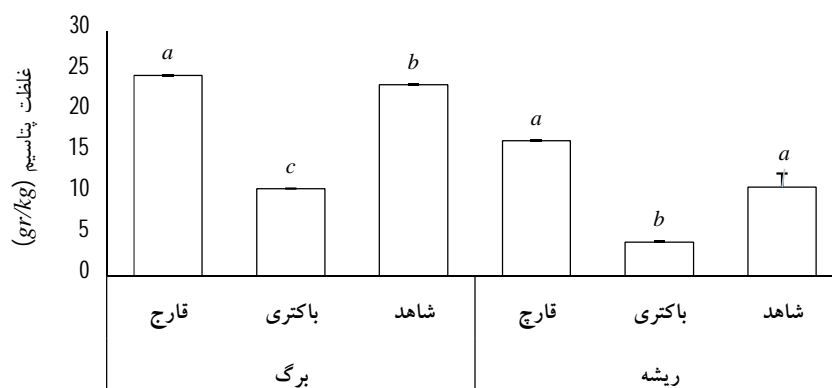 غلظت پتاسیم (gr/kg)
30
25
20
15
10
5
0
a
c
b
a
b
a
قارچ باکتری شاهد قارچ باکتری شاهد
برگ ریشه